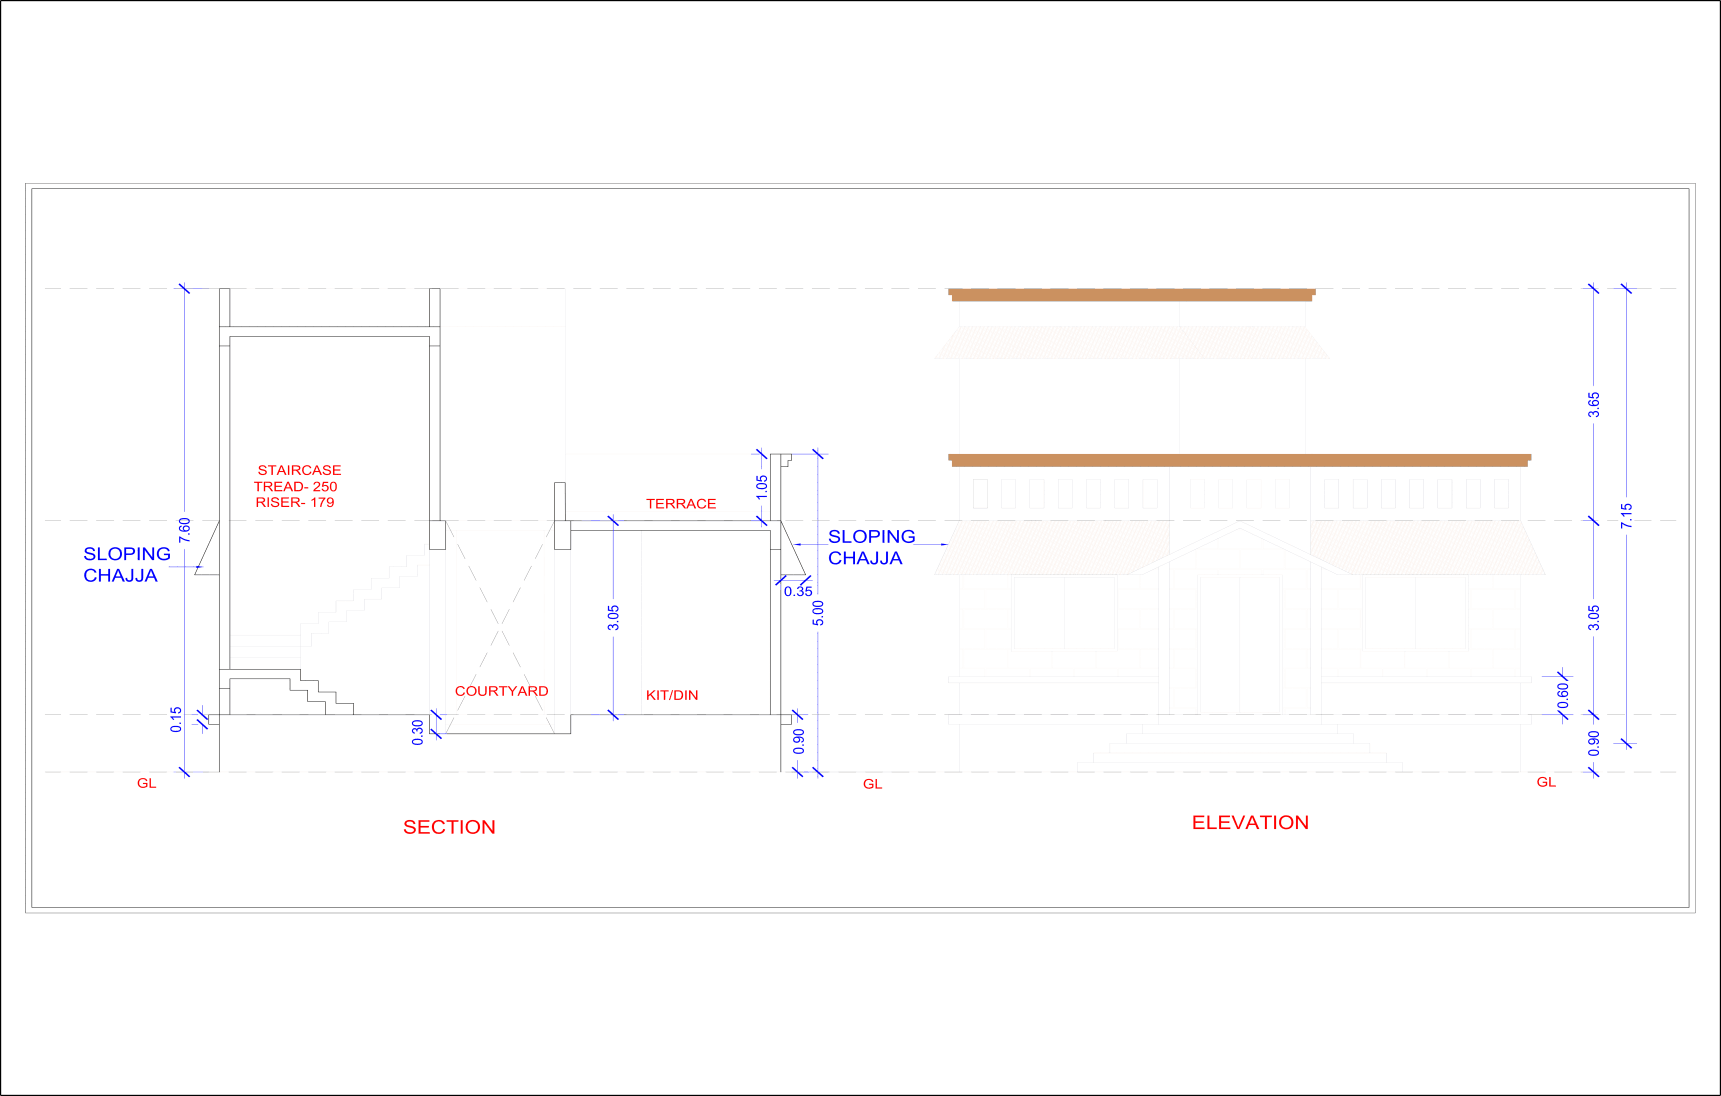 STAIRCASE
TREAD- 250
RISER- 179
7.60
SLOPING
CHAJJA
0.15
GL
0.30
COURTYARD
3.05
KIT/DIN
TERRACE
1.05
SLOPING
CHAJJA
0.35
5.00
0.90
GL
SECTION
3.65
7.15
3.05
0.60
0.90
GL
ELEVATION